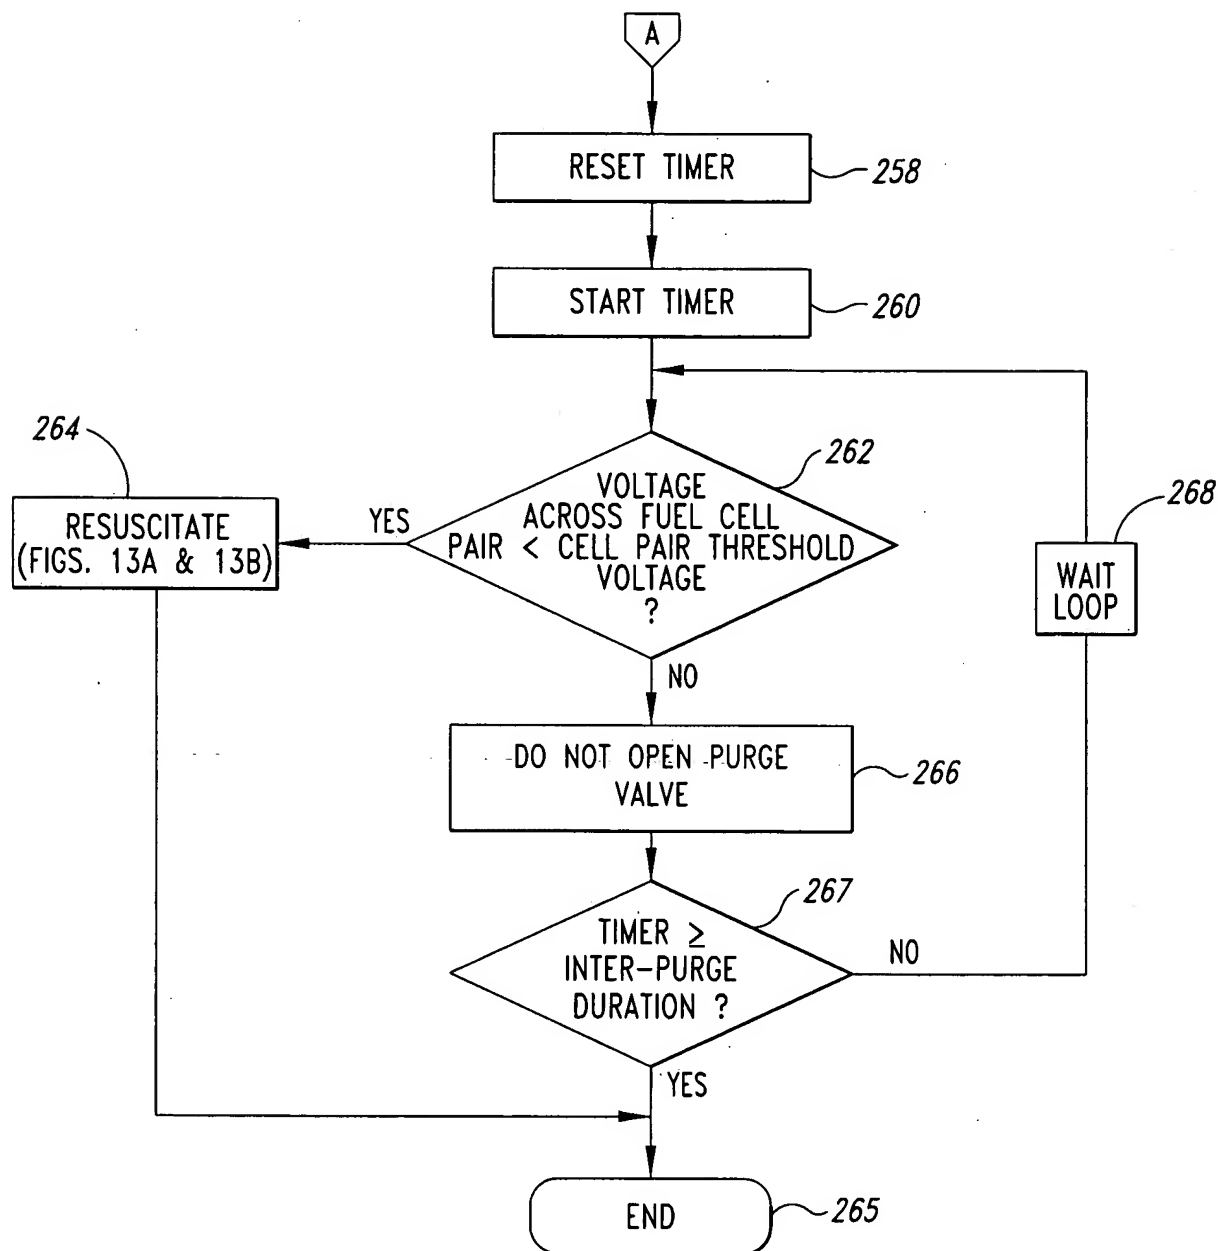 A
RESET TIMER
258
START TIMER
260
264
262
268
RESUSCITATE
(FIGS. 13A & 13B)
YES
VOLTAGE
ACROSS FUEL CELL
PAIR < CELL PAIR THRESHOLD
VOLTAGE
?
WAIT
LOOP
NO
DO NOT OPEN PURGE
VALVE
266
267
TIMER ≥
INTER-PURGE
DURATION ?
NO
YES
END
265